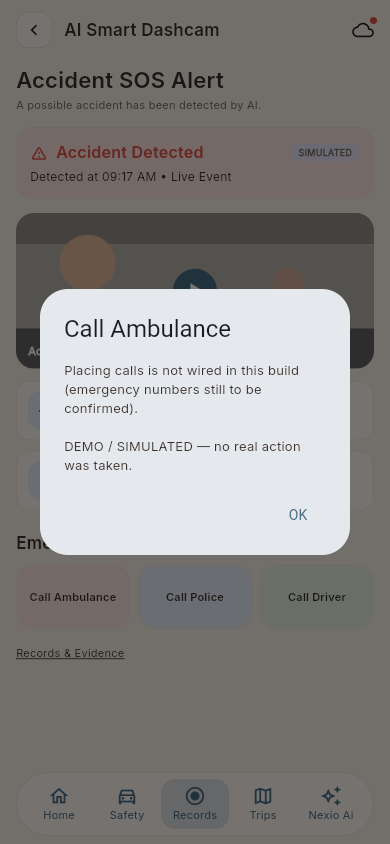 AI Smart Dashcam
Accident SOS Alert
A possible accident has been detected by AI.
Accident Detected
SIMULATED
Detected at 09:17 AM • Live Event
Call Ambulance
Placing calls is not wired in this build
(emergency numbers still to be
confirmed).
DEMO / SIMULATED — no real action
was taken.
OK
Call Ambulance
Call Police
Call Driver
Records & Evidence
Home
Safety
Records
Trips
Nexio Ai